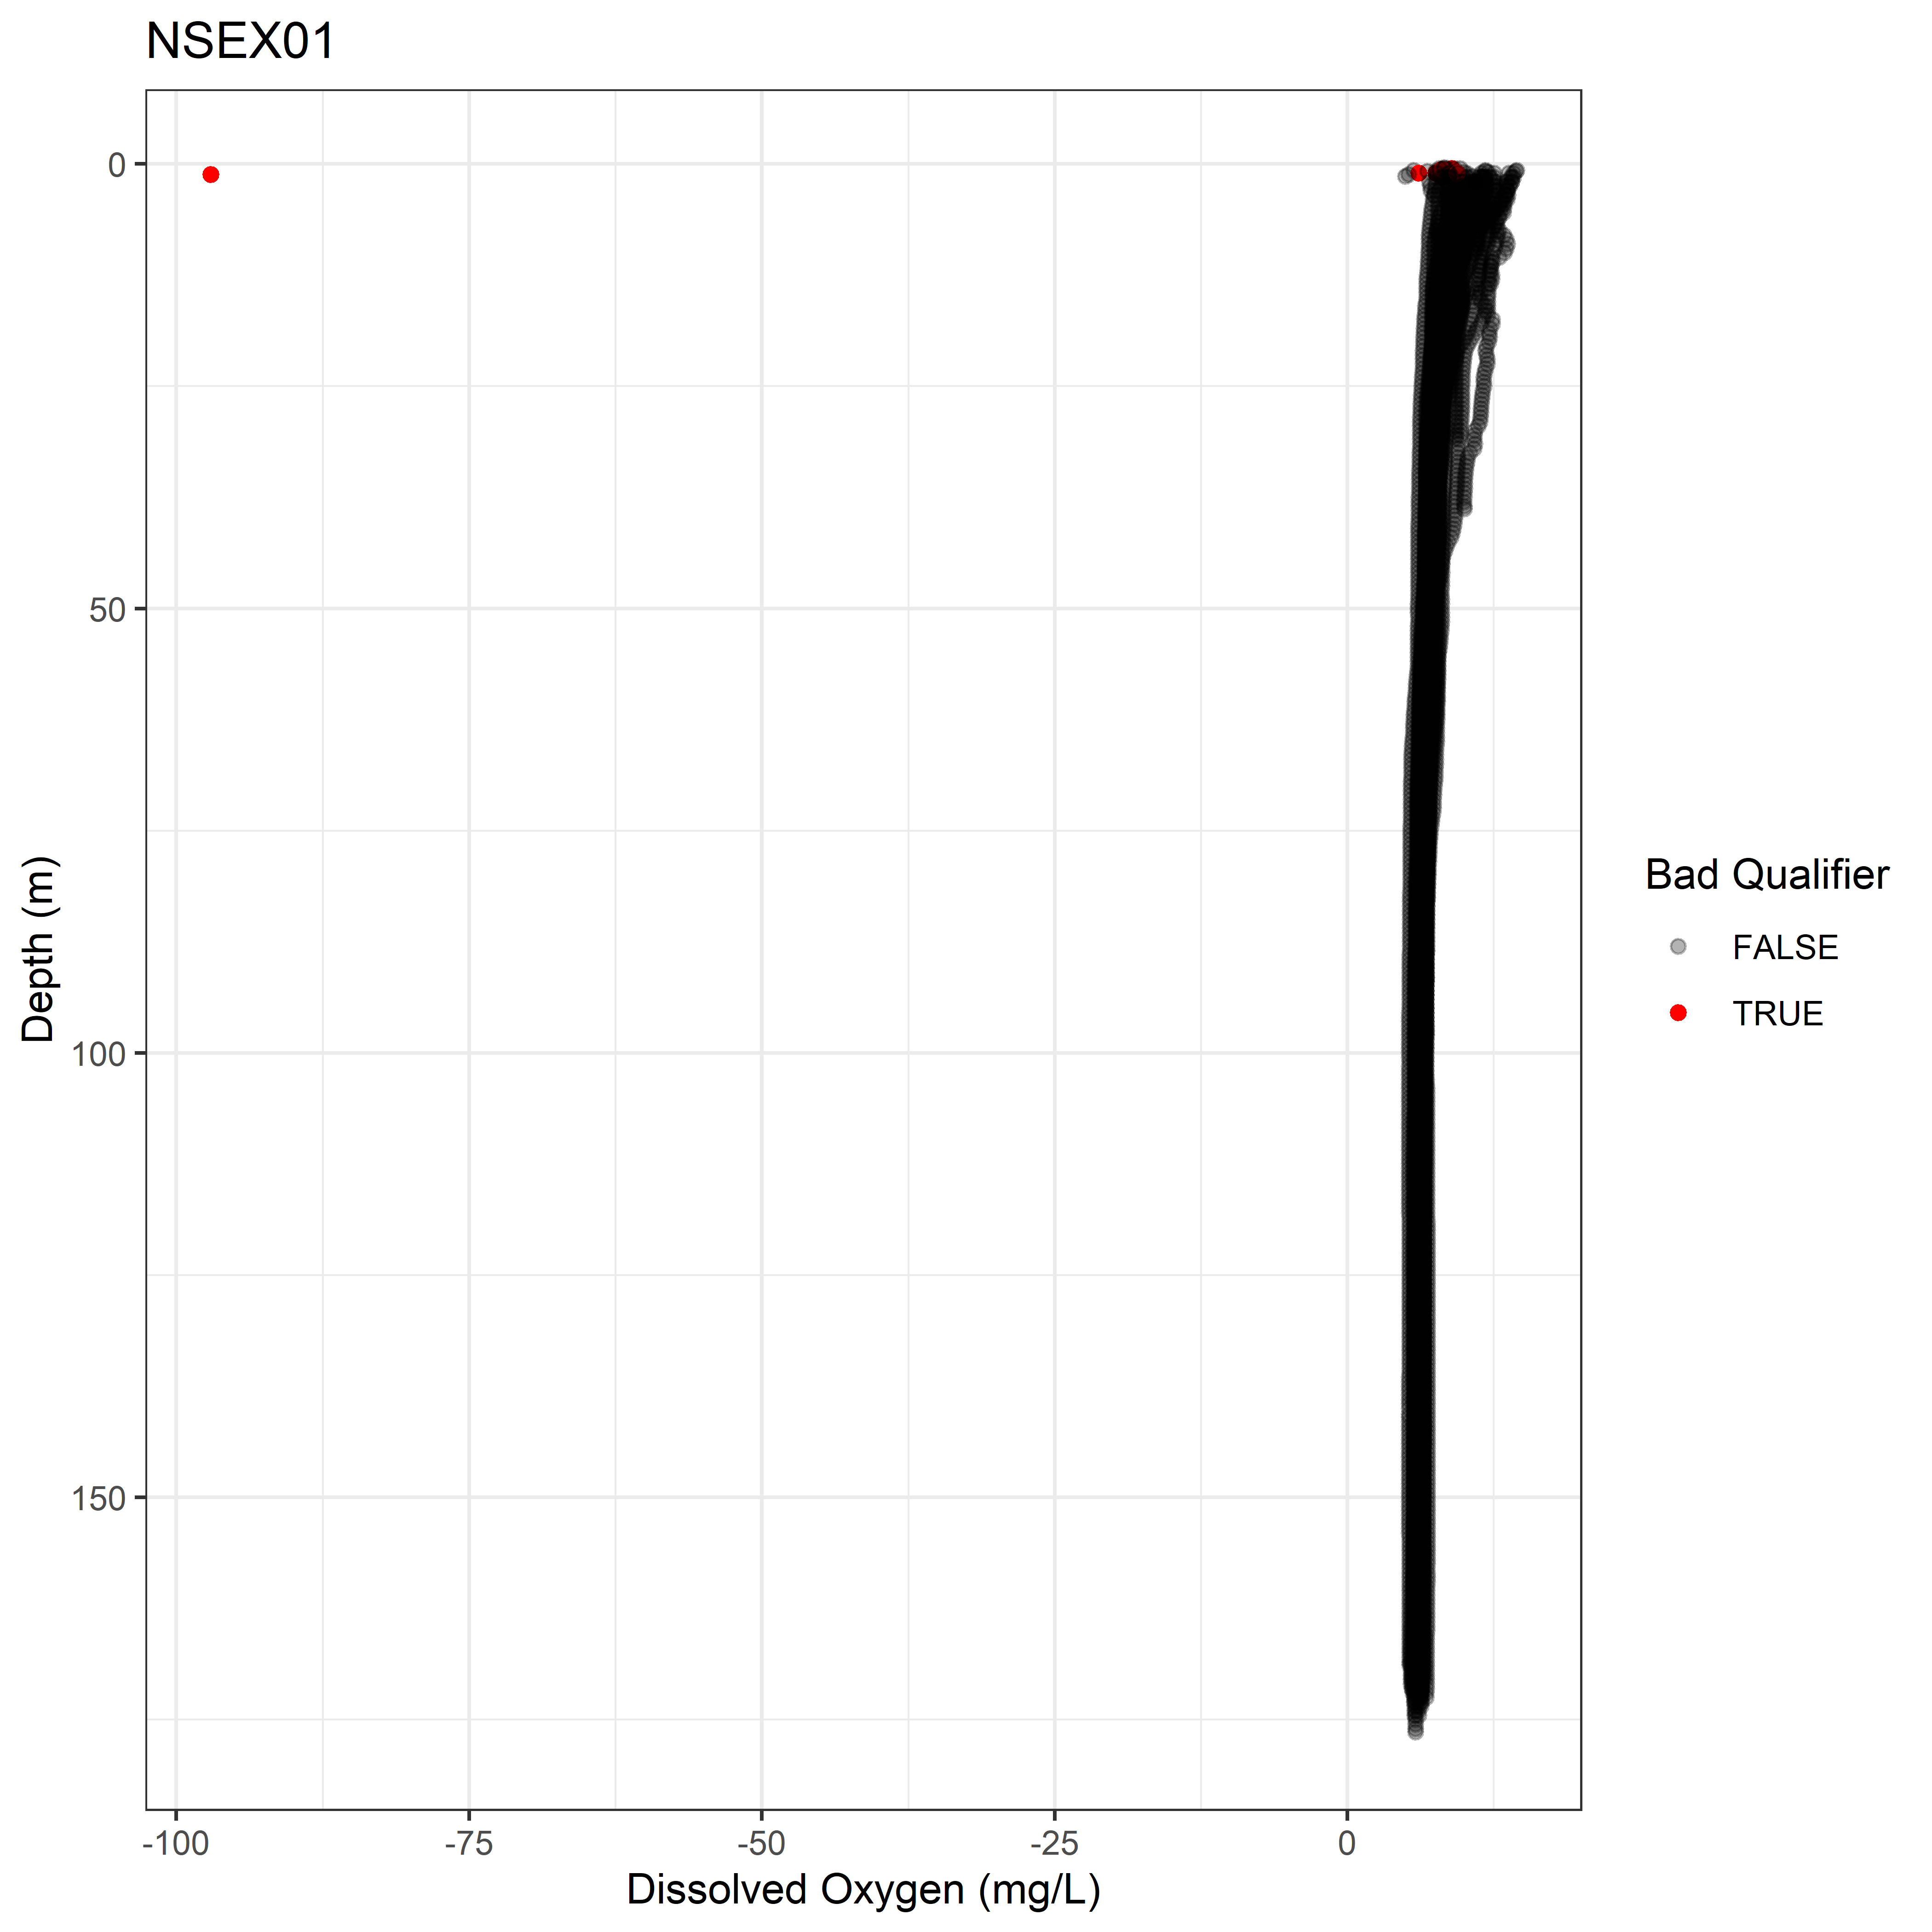 NSEX01
0
50
100
150
Depth (m)
-100
-75
-50
-25
0
Dissolved Oxygen (mg/L)
Bad Qualifier
FALSE
TRUE